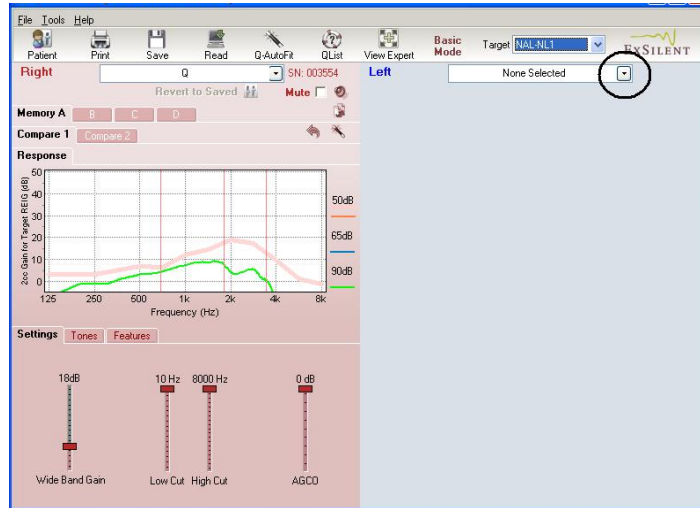 File Tools Help
Patient Print Save Read Q-AutoFit QList View Expert Basic Mode Target NAL-NL1 EXSILENT
Right Q SN: 003554 Left None Selected
Revert to Saved Mute
Memory A B C D
Compare 1 Compare 2
Response
2cc Gain for Target REIG (dB)
50
40
30
20
10
0
50dB
65dB
90dB
125 250 500 1k 2k 4k 8k
Frequency (Hz)
Settings Tones Features
18dB 10 Hz 8000 Hz 0 dB
Wide Band Gain Low Cut High Cut AGCO